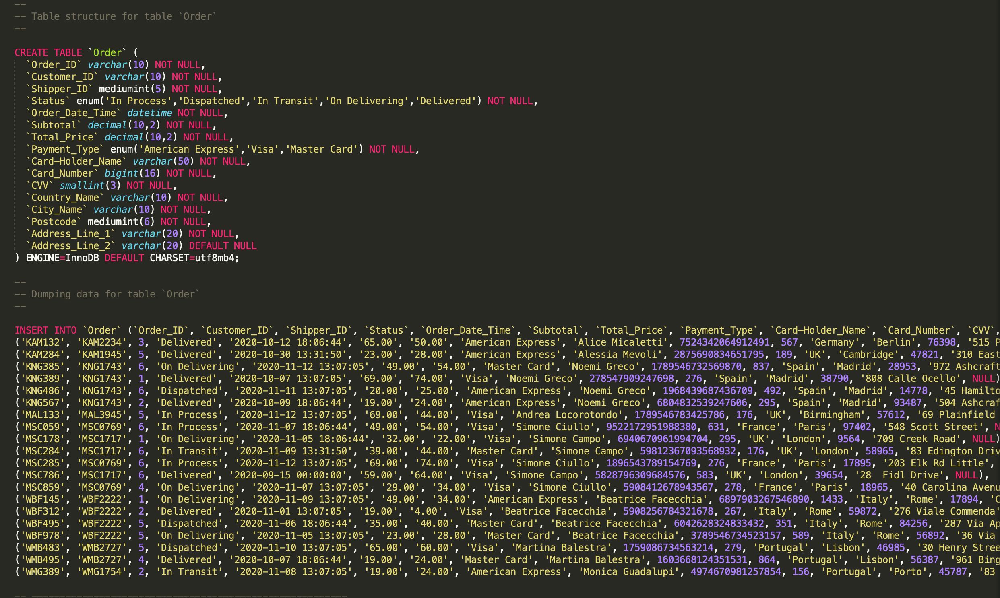 --
-- Table structure for table `Order`
--
CREATE TABLE `Order` (
`Order_ID` varchar(10) NOT NULL,
`Customer_ID` varchar(10) NOT NULL,
`Shipper_ID` mediumint(5) NOT NULL,
`Status` enum('In Process','Dispatched','In Transit','On Delivering','Delivered') NOT NULL,
`Order_Date_Time` datetime NOT NULL,
`Subtotal` decimal(10,2) NOT NULL,
`Total_Price` decimal(10,2) NOT NULL,
`Payment_Type` enum('American Express','Visa','Master Card') NOT NULL,
`Card-Holder_Name` varchar(50) NOT NULL,
`Card_Number` bigint(16) NOT NULL,
`CVV` smallint(3) NOT NULL,
`Country_Name` varchar(10) NOT NULL,
`City_Name` varchar(10) NOT NULL,
`Postcode` mediumint(6) NOT NULL,
`Address_Line_1` varchar(20) NOT NULL,
`Address_Line_2` varchar(20) DEFAULT NULL
) ENGINE=InnoDB DEFAULT CHARSET=utf8mb4;
--
-- Dumping data for table `Order`
--
INSERT INTO `Order` (`Order_ID`, `Customer_ID`, `Shipper_ID`, `Status`, `Order_Date_Time`, `Subtotal`, `Total_Price`, `Payment_Type`, `Card-Holder_Name`, `Card_Number`, `CVV`,
('KAM132', 'KAM2234', 3, 'Delivered', '2020-10-12 18:06:44', '65.00', '50.00', 'American Express', 'Alice Micaletti', 7524342064912491, 567, 'Germany', 'Berlin', 76398, '515 P
('KAM284', 'KAM1945', 5, 'Delivered', '2020-10-30 13:31:50', '23.00', '28.00', 'American Express', 'Alessia Mevoli', 2875690834651795, 189, 'UK', 'Cambridge', 47821, '310 East
('KNG385', 'KNG1743', 6, 'On Delivering', '2020-11-12 13:07:05', '49.00', '54.00', 'Master Card', 'Noemi Greco', 1789546732569870, 837, 'Spain', 'Madrid', 28953, '972 Ashcraft
('KNG389', 'KNG1743', 1, 'Delivered', '2020-10-07 13:07:05', '69.00', '74.00', 'Visa', 'Noemi Greco', 278547909247698, 276, 'Spain', 'Madrid', 38790, '808 Calle Ocello', NULL)
('KNG486', 'KNG1743', 6, 'Dispatched', '2020-11-11 13:07:05', '20.00', '25.00', 'American Express', 'Noemi Greco', 1968439687436709, 492, 'Spain', 'Madrid', 14778, '45 Hamilto
('KNG567', 'KNG1743', 2, 'Delivered', '2020-10-09 18:06:44', '19.00', '24.00', 'American Express', 'Noemi Greco', 6804832539247606, 295, 'Spain', 'Madrid', 93487, '504 Ashcraf
('MAL133', 'MAL3945', 5, 'In Process', '2020-11-12 13:07:05', '69.00', '44.00', 'Visa', 'Andrea Locorotondo', 1789546783425786, 176, 'UK', 'Birmingham', 57612, '69 Plainfield
('MSC059', 'MSC0769', 6, 'In Process', '2020-11-07 18:06:44', '49.00', '54.00', 'Visa', 'Simone Ciullo', 9522172951988380, 631, 'France', 'Paris', 97402, '548 Scott Street', N
('MSC178', 'MSC1717', 1, 'On Delivering', '2020-11-05 18:06:44', '32.00', '22.00', 'Visa', 'Simone Campo', 6940670961994704, 295, 'UK', 'London', 9564, '709 Creek Road', NULL)
('MSC284', 'MSC1717', 6, 'In Transit', '2020-11-09 13:31:50', '39.00', '44.00', 'Master Card', 'Simone Campo', 59812367093568932, 176, 'UK', 'London', 58965, '83 Edington Driv
('MSC285', 'MSC0769', 6, 'In Process', '2020-11-12 13:07:05', '69.00', '74.00', 'Visa', 'Simone Ciullo', 1896543789154769, 276, 'France', 'Paris', 17895, '203 Elk Rd Little',
('MSC786', 'MSC1717', 6, 'Delivered', '2020-09-15 00:00:00', '59.00', '64.00', 'Visa', 'Simone Campo', 5828796309684576, 583, 'UK', 'London', 39654, '28  Fidl Drive', NULL),
('MSC859', 'MSC0769', 4, 'On Delivering', '2020-11-07 13:07:05', '29.00', '34.00', 'Visa', 'Simone Ciullo', 5908412678943567, 278, 'France', 'Paris', 18965, '40 Carolina Avenu
('WBF145', 'WBF2222', 1, 'On Delivering', '2020-11-09 13:07:05', '49.00', '34.00', 'American Express', 'Beatrice Facecchia', 6897903267546890, 1433, 'Italy', 'Rome', 17894, 'C
('WBF312', 'WBF2222', 2, 'Delivered', '2020-11-01 13:07:05', '19.00', '4.00', 'Visa', 'Beatrice Facecchia', 5908256784321678, 267, 'Italy', 'Rome', 59872, '276 Viale Commenda'
('WBF495', 'WBF2222', 5, 'Dispatched', '2020-11-06 18:06:44', '35.00', '40.00', 'Master Card', 'Beatrice Facecchia', 6042628324833432, 351, 'Italy', 'Rome', 84256, '287 Via Ap
('WBF978', 'WBF2222', 5, 'On Delivering', '2020-11-05 13:07:05', '23.00', '28.00', 'Master Card', 'Beatrice Facecchia', 3789546734523157, 589, 'Italy', 'Rome', 56892, '36 Via
('WMB483', 'WMB2727', 5, 'Dispatched', '2020-11-10 13:07:05', '65.00', '60.00', 'Visa', 'Martina Balestra', 1759086734563214, 279, 'Portugal', 'Lisbon', 46985, '30 Henry Stree
('WMB495', 'WMB2727', 4, 'Delivered', '2020-10-07 18:06:44', '19.00', '24.00', 'Master Card', 'Martina Balestra', 1603668124351531, 864, 'Portugal', 'Lisbon', 56387, '961 Bing
('WMG389', 'WMG1754', 2, 'In Transit', '2020-11-08 13:07:05', '19.00', '24.00', 'American Express', 'Monica Guadalupi', 4974670981257854, 156, 'Portugal', 'Porto', 45787, '83
-- --------------------------------------------------------